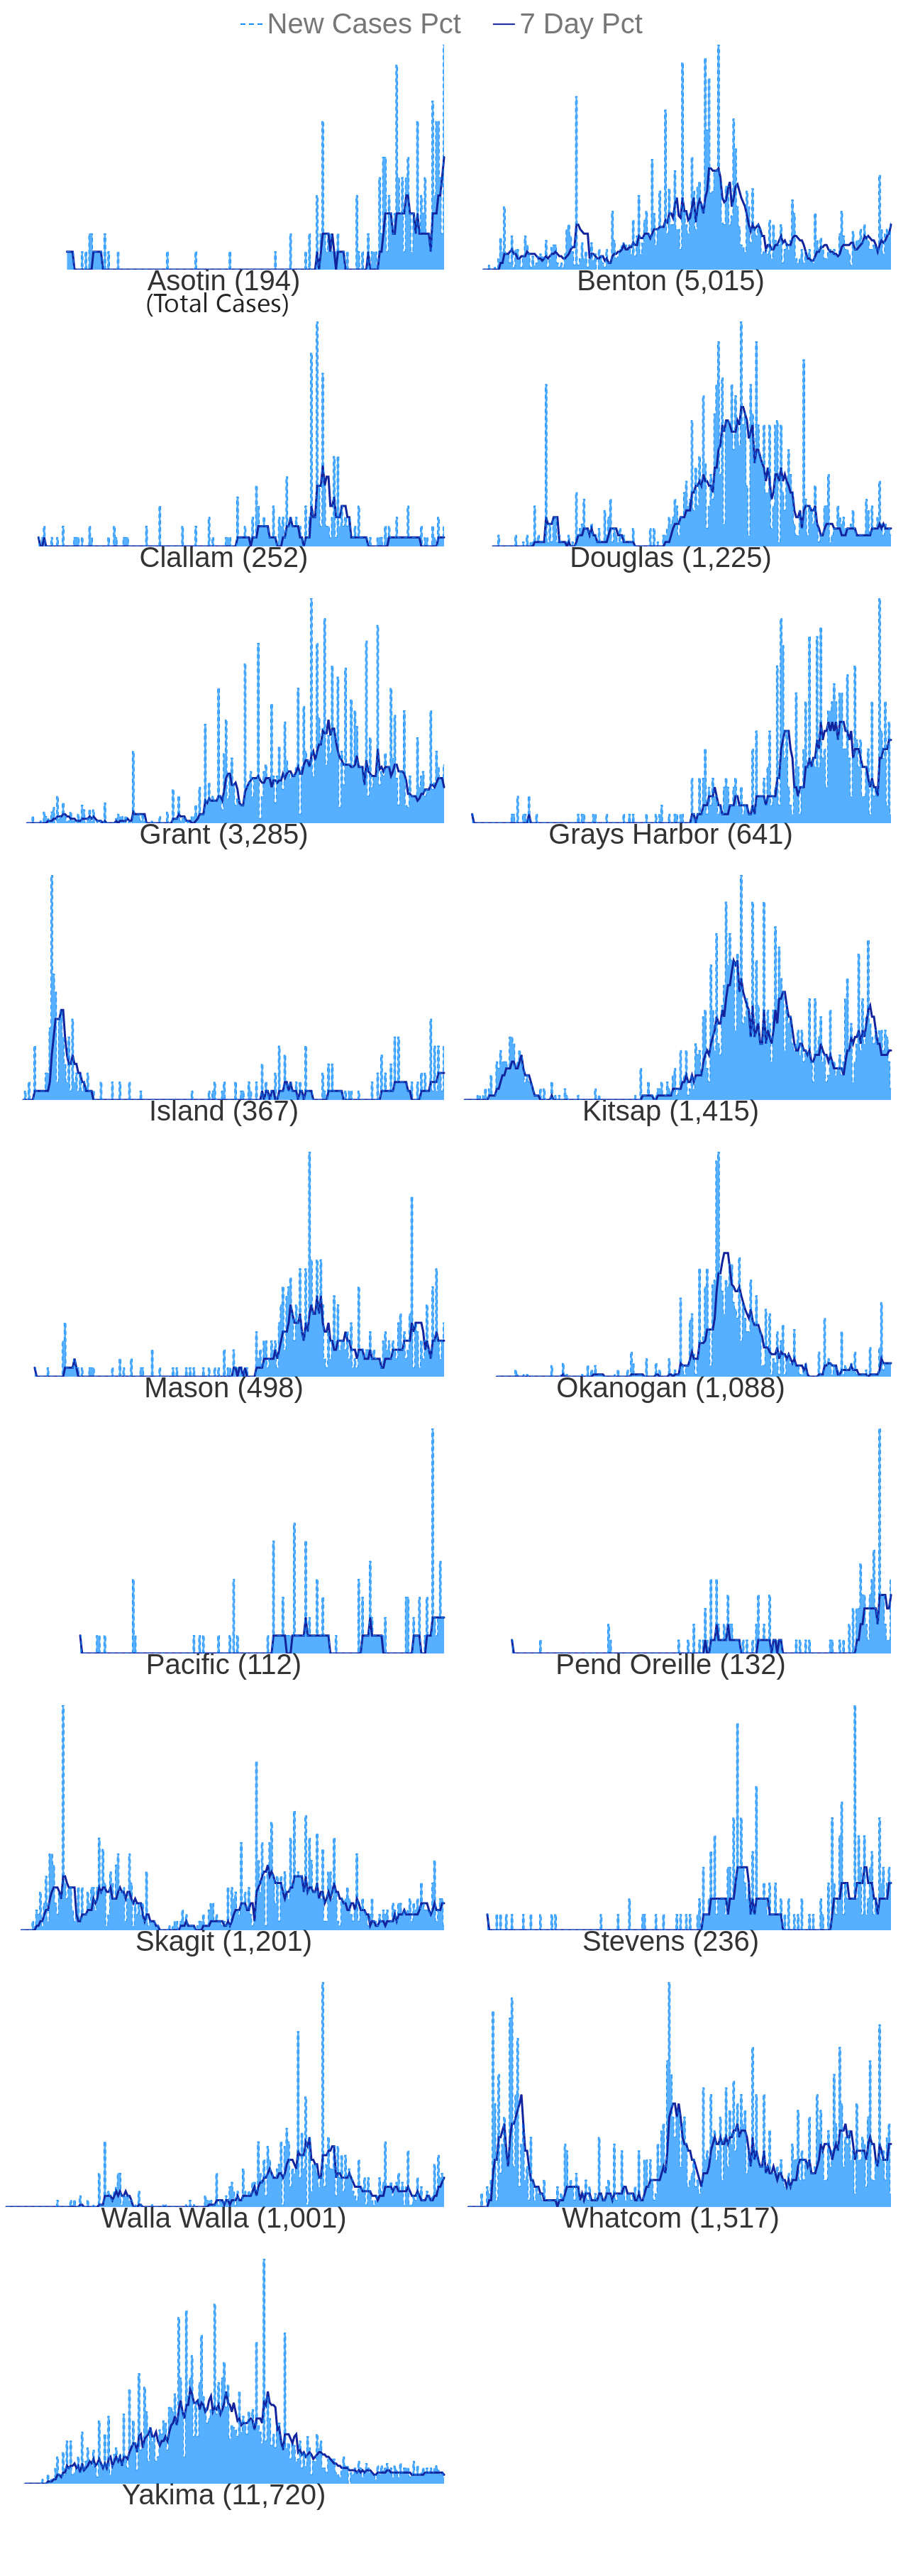 New Cases Pct 7 Day Pct
Asotin (194) Benton (5,015)
(Total Cases)
Clallam (252) Douglas (1,225)
Grant (3,285) Grays Harbor (641)
Island (367) Kitsap (1,415)
Mason (498) Okanogan (1,088)
Pacific (112) Pend Oreille (132)
Skagit (1,201) Stevens (236)
Walla Walla (1,001) Whatcom (1,517)
Yakima (11,720)